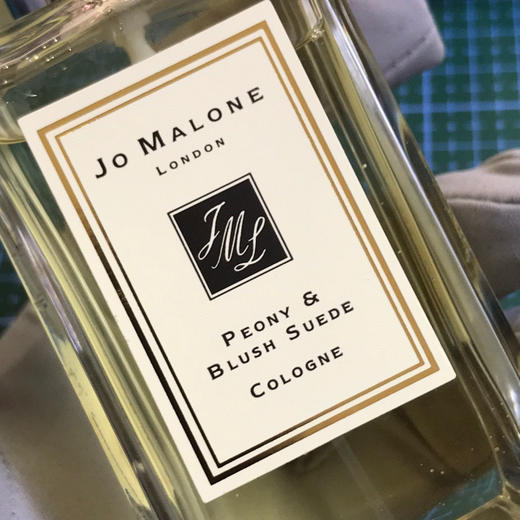 JO MALONE
LONDON
JML
PEONY &
BLUSH SUEDE
COLOGNE